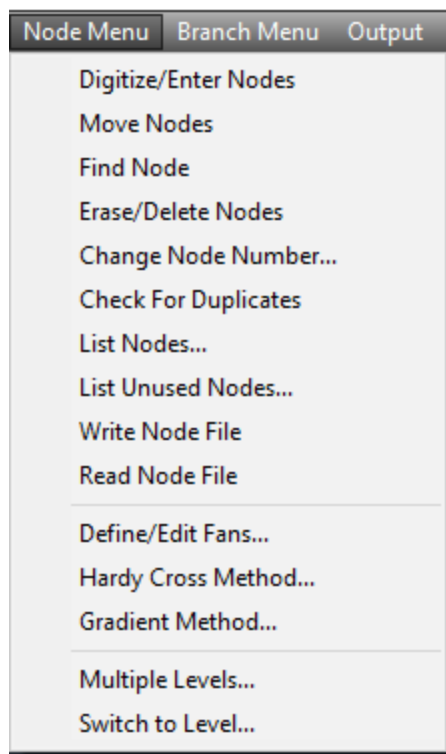 Node Menu Branch Menu Output
Digitize/Enter Nodes
Move Nodes
Find Node
Erase/Delete Nodes
Change Node Number...
Check For Duplicates
List Nodes...
List Unused Nodes...
Write Node File
Read Node File
Define/Edit Fans...
Hardy Cross Method...
Gradient Method...
Multiple Levels...
Switch to Level...